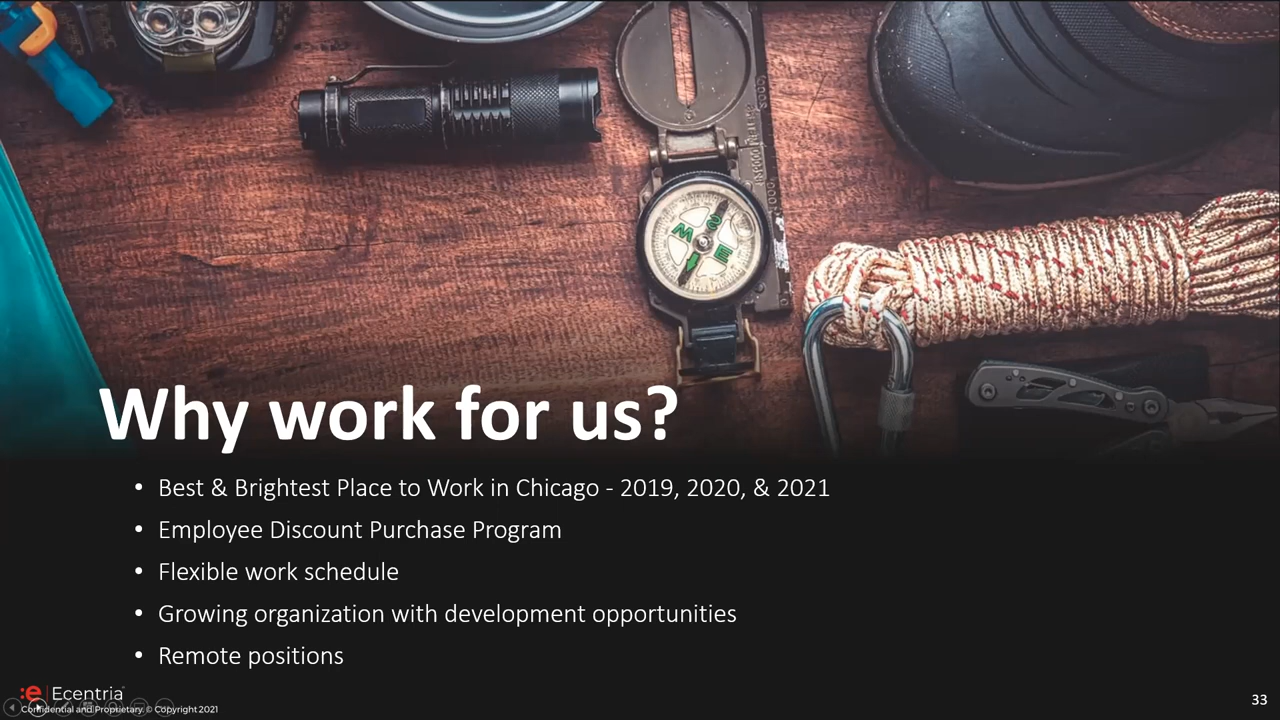 Why work for us?
• Best & Brightest Place to Work in Chicago - 2019, 2020, & 2021
• Employee Discount Purchase Program
• Flexible work schedule
• Growing organization with development opportunities
• Remote positions
:e | Ecentria
Confidential and Proprietary. © Copyright 2021
33
S
W
E